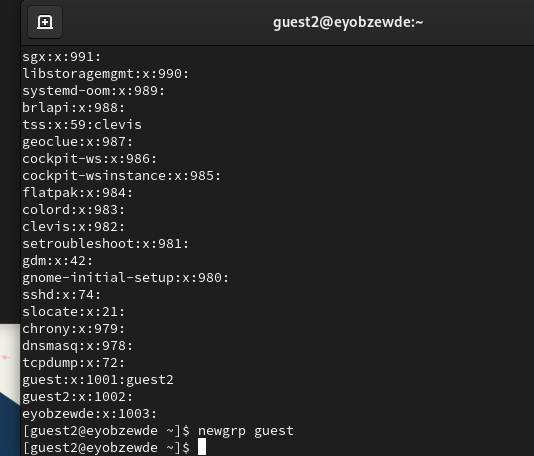 guest2@eyobzewde:~
sgx:x:991:
libstoragemgmt:x:990:
systemd-oom:x:989:
brlapi:x:988:
tss:x:59:clevis
geoclue:x:987:
cockpit-ws:x:986:
cockpit-wsinstance:x:985:
flatpak:x:984:
colord:x:983:
clevis:x:982:
setroubleshoot:x:981:
gdm:x:42:
gnome-initial-setup:x:980:
sshd:x:74:
slocate:x:21:
chrony:x:979:
dnsmasq:x:978:
tcpdump:x:72:
guest:x:1001:guest2
guest2:x:1002:
eyobzewde:x:1003:
[guest2@eyobzewde ~]$ newgrp guest
[guest2@eyobzewde ~]$